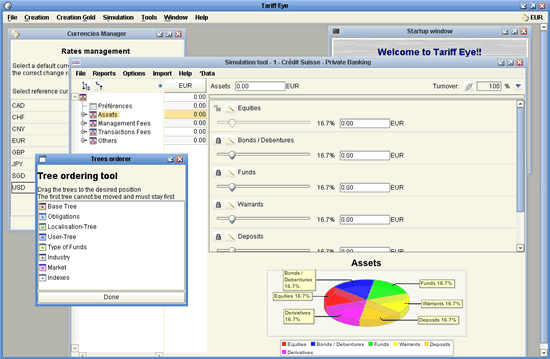 Tariff Eye
File Creation Creation Gold Simulation Tools Window Help
EUR
Currencies Manager
Rates management
Select a default curre
the correct change ra
Select reference curre
CAD
CHF
CNY
EUR
GBP
JPY
SGD
USD
Startup window
Welcome to Tariff Eye!!
Simulation tool - 1 - Crédit Suisse - Private Banking
File Reports Options Import Help 'Data
EUR
0.00
Préférences 0.00
Assets 0.00
Management Fees 0.00
Transactions Fees 0.00
Others 0.00
Assets 0.00 EUR
Turnover: 100 %
Equities
16.7% 0.00 EUR
Bonds / Debentures
16.7% 0.00 EUR
Funds
16.7% 0.00 EUR
Warrants
16.7% 0.00 EUR
Deposits
16.7% 0.00 EUR
Trees orderer
Tree ordering tool
Drag the trees to the desired position
The first tree cannot be moved and must stay first
Base Tree
Obligations
Localisation-Tree
User-Tree
Type of Funds
Industry
Market
Indexes
Done
Assets
Bonds /
Debentures
16.7%
Funds 16.7%
Equities 16.7%
Warrants 16.7%
Derivatives
16.7%
Deposits 16.7%
Equities Bonds / Debentures Funds Warrants Deposits
Derivatives